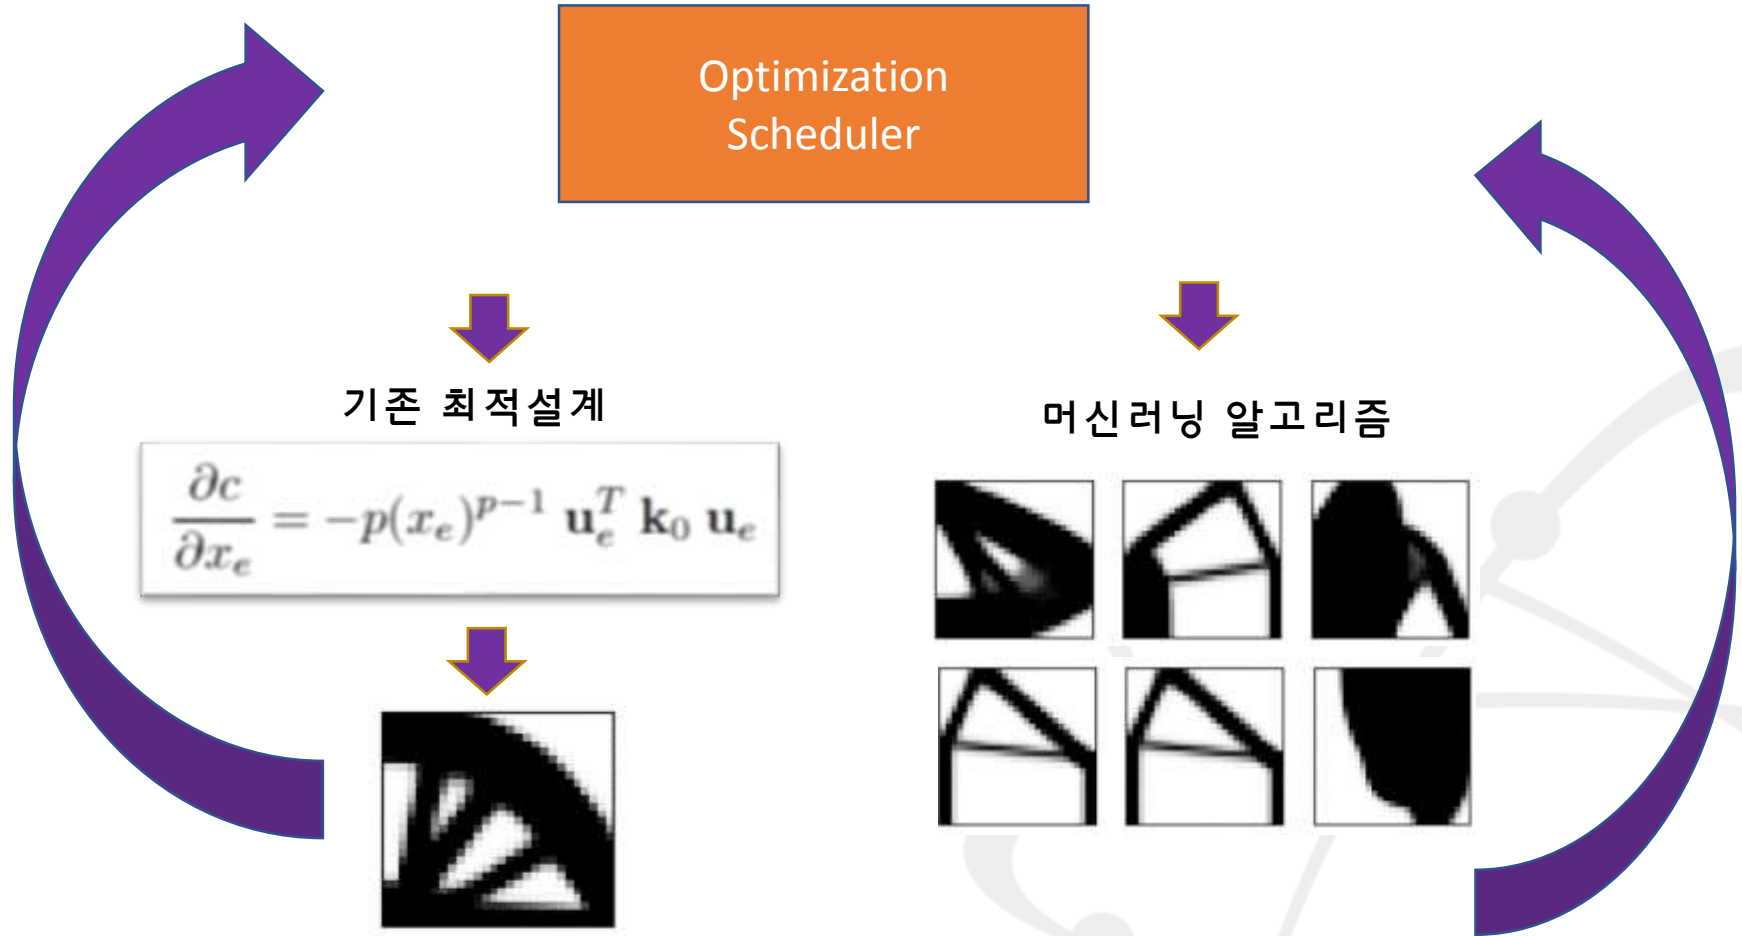 Optimization
Scheduler
기존 최적설계
머신러닝 알고리즘
∂c/∂x_e = −p(x_e)^{p−1} u_e^T k_0 u_e